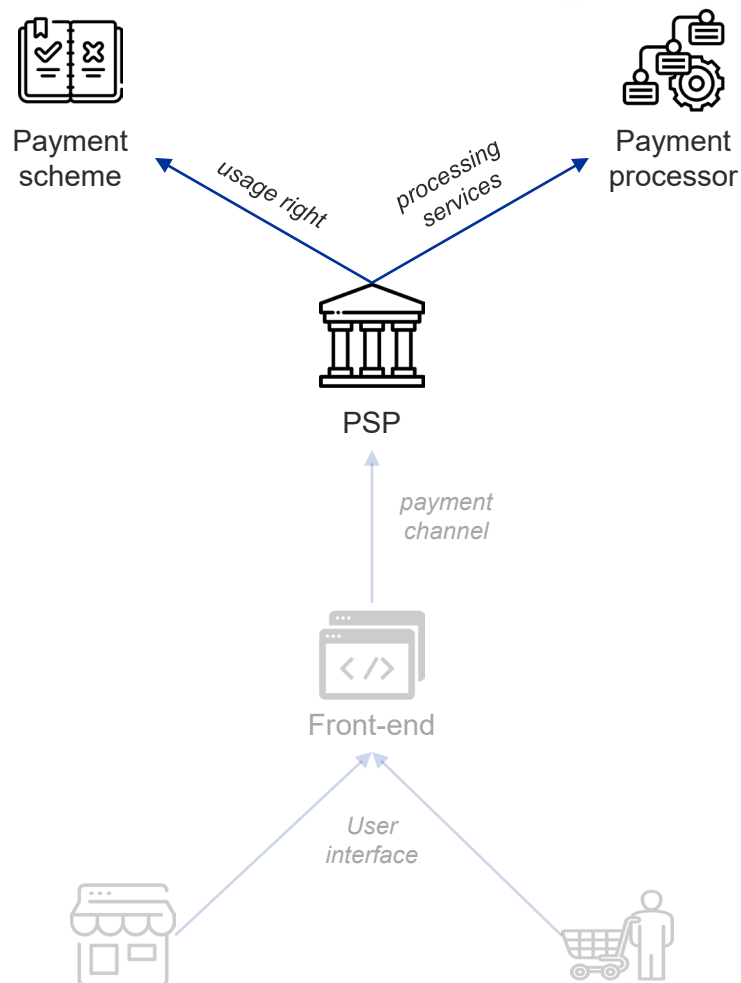 Payment
scheme
Payment
processor
usage right
processing
services
PSP
payment
channel
</>
Front-end
User
interface